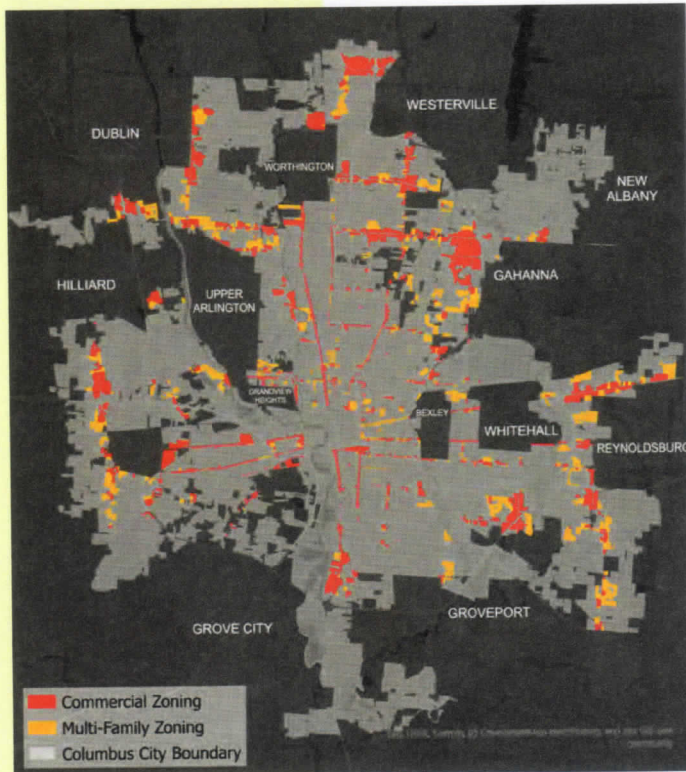 WESTERVILLE
DUBLIN
WORTHINGTON
NEW
ALBANY
GAHANNA
HILLIARD
UPPER
ARLINGTON
GRANDVIEW
HEIGHTS
BEXLEY
WHITEHALL
REYNOLDSBURG
GROVEPORT
GROVE CITY
Commercial Zoning
Multi-Family Zoning
Columbus City Boundary